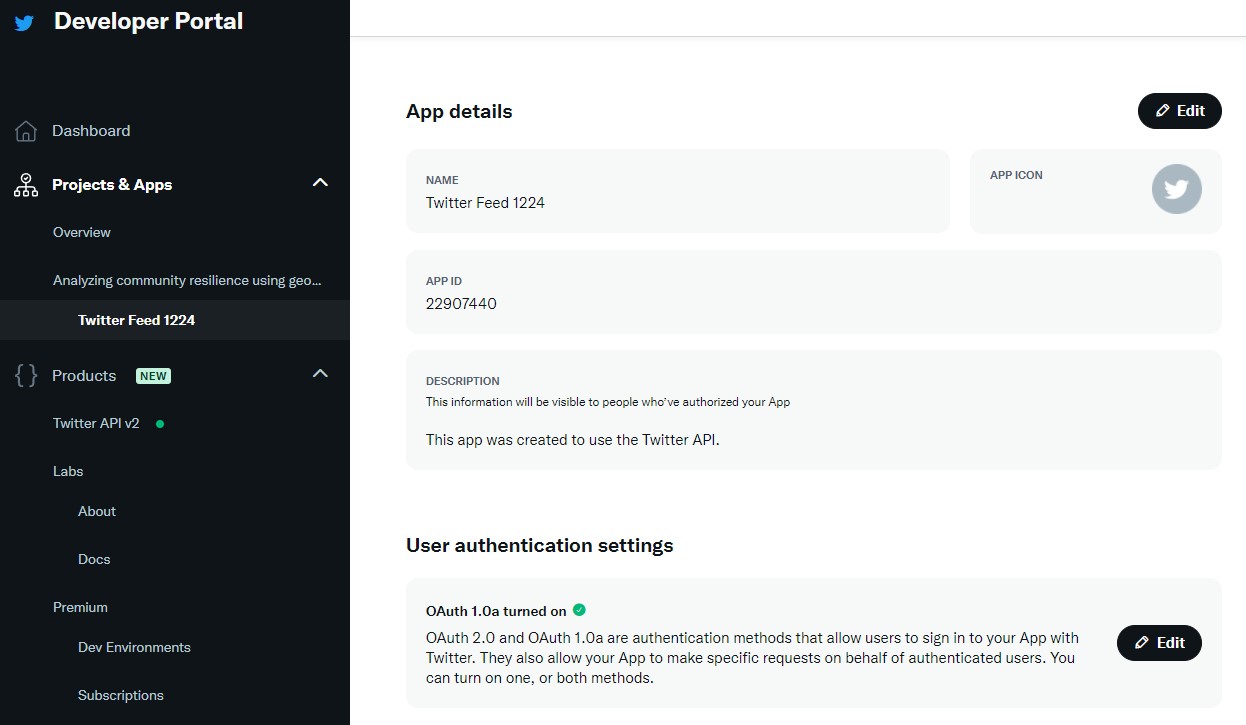 Developer Portal
Dashboard
Projects & Apps
Overview
Analyzing community resilience using geo...
Twitter Feed 1224
Products NEW
Twitter API v2
Labs
About
Docs
Premium
Dev Environments
Subscriptions
App details
Edit
NAME
Twitter Feed 1224
APP ICON
APP ID
22907440
DESCRIPTION
This information will be visible to people who've authorized your App
This app was created to use the Twitter API.
User authentication settings
OAuth 1.0a turned on
OAuth 2.0 and OAuth 1.0a are authentication methods that allow users to sign in to your App with
Twitter. They also allow your App to make specific requests on behalf of authenticated users. You
can turn on one, or both methods.
Edit